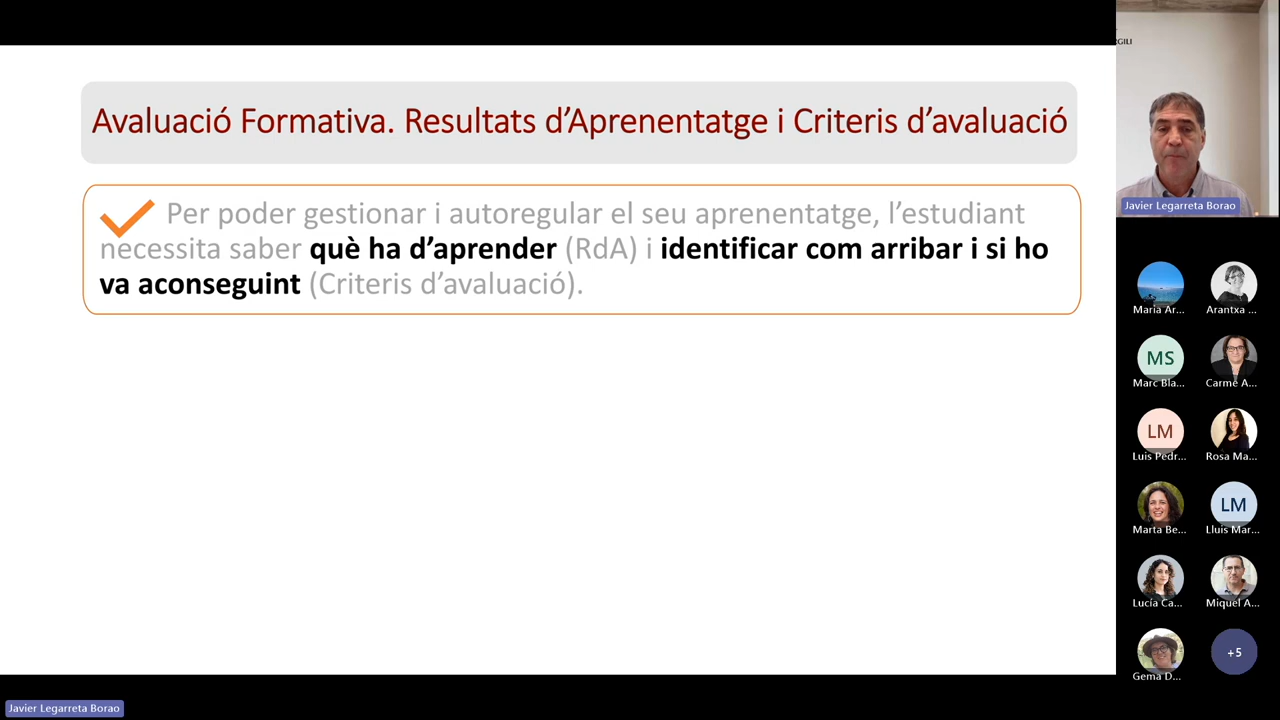 Avaluació Formativa. Resultats d’Aprenentatge i Criteris d’avaluació
Per poder gestionar i autoregular el seu aprenentatge, l’estudiant
necessita saber què ha d’aprender (RdA) i identificar com arribar i si ho
va aconseguint (Criteris d’avaluació).
Javier Legarreta Borao
Maria Ar...
Arantxa ...
MS
Marc Bla...
Carme A...
LM
Luis Pedr...
Rosa Ma...
Marta Be...
LM
Lluis Mar...
Lucía Ca...
Miquel A...
Gema D...
+5
Javier Legarreta Borao